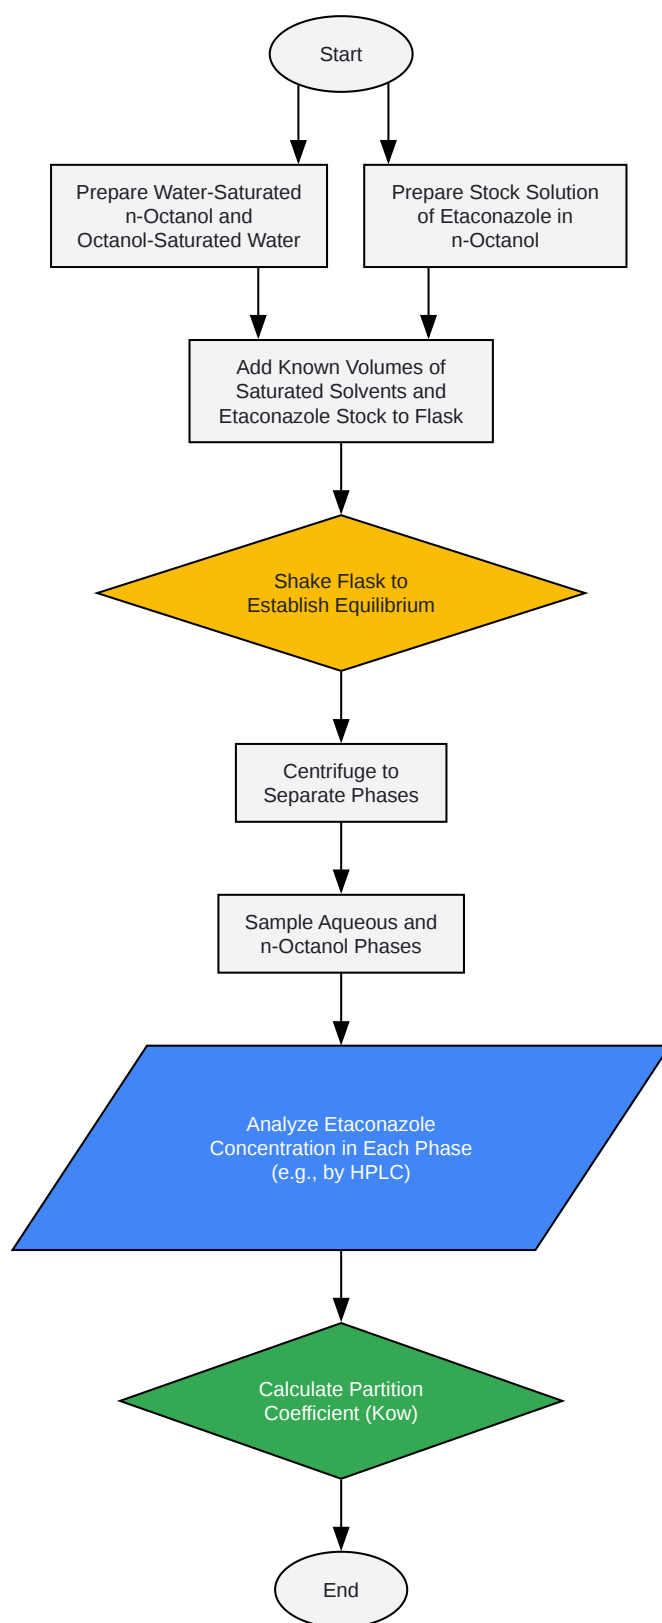 Start
Prepare Water-Saturated
n-Octanol and
Octanol-Saturated Water
Prepare Stock Solution
of Etaconazole in
n-Octanol
Add Known Volumes of
Saturated Solvents and
Etaconazole Stock to Flask
Shake Flask to
Establish Equilibrium
Centrifuge to
Separate Phases
Sample Aqueous and
n-Octanol Phases
Analyze Etaconazole
Concentration in Each Phase
(e.g., by HPLC)
Calculate Partition
Coefficient (Kow)
End